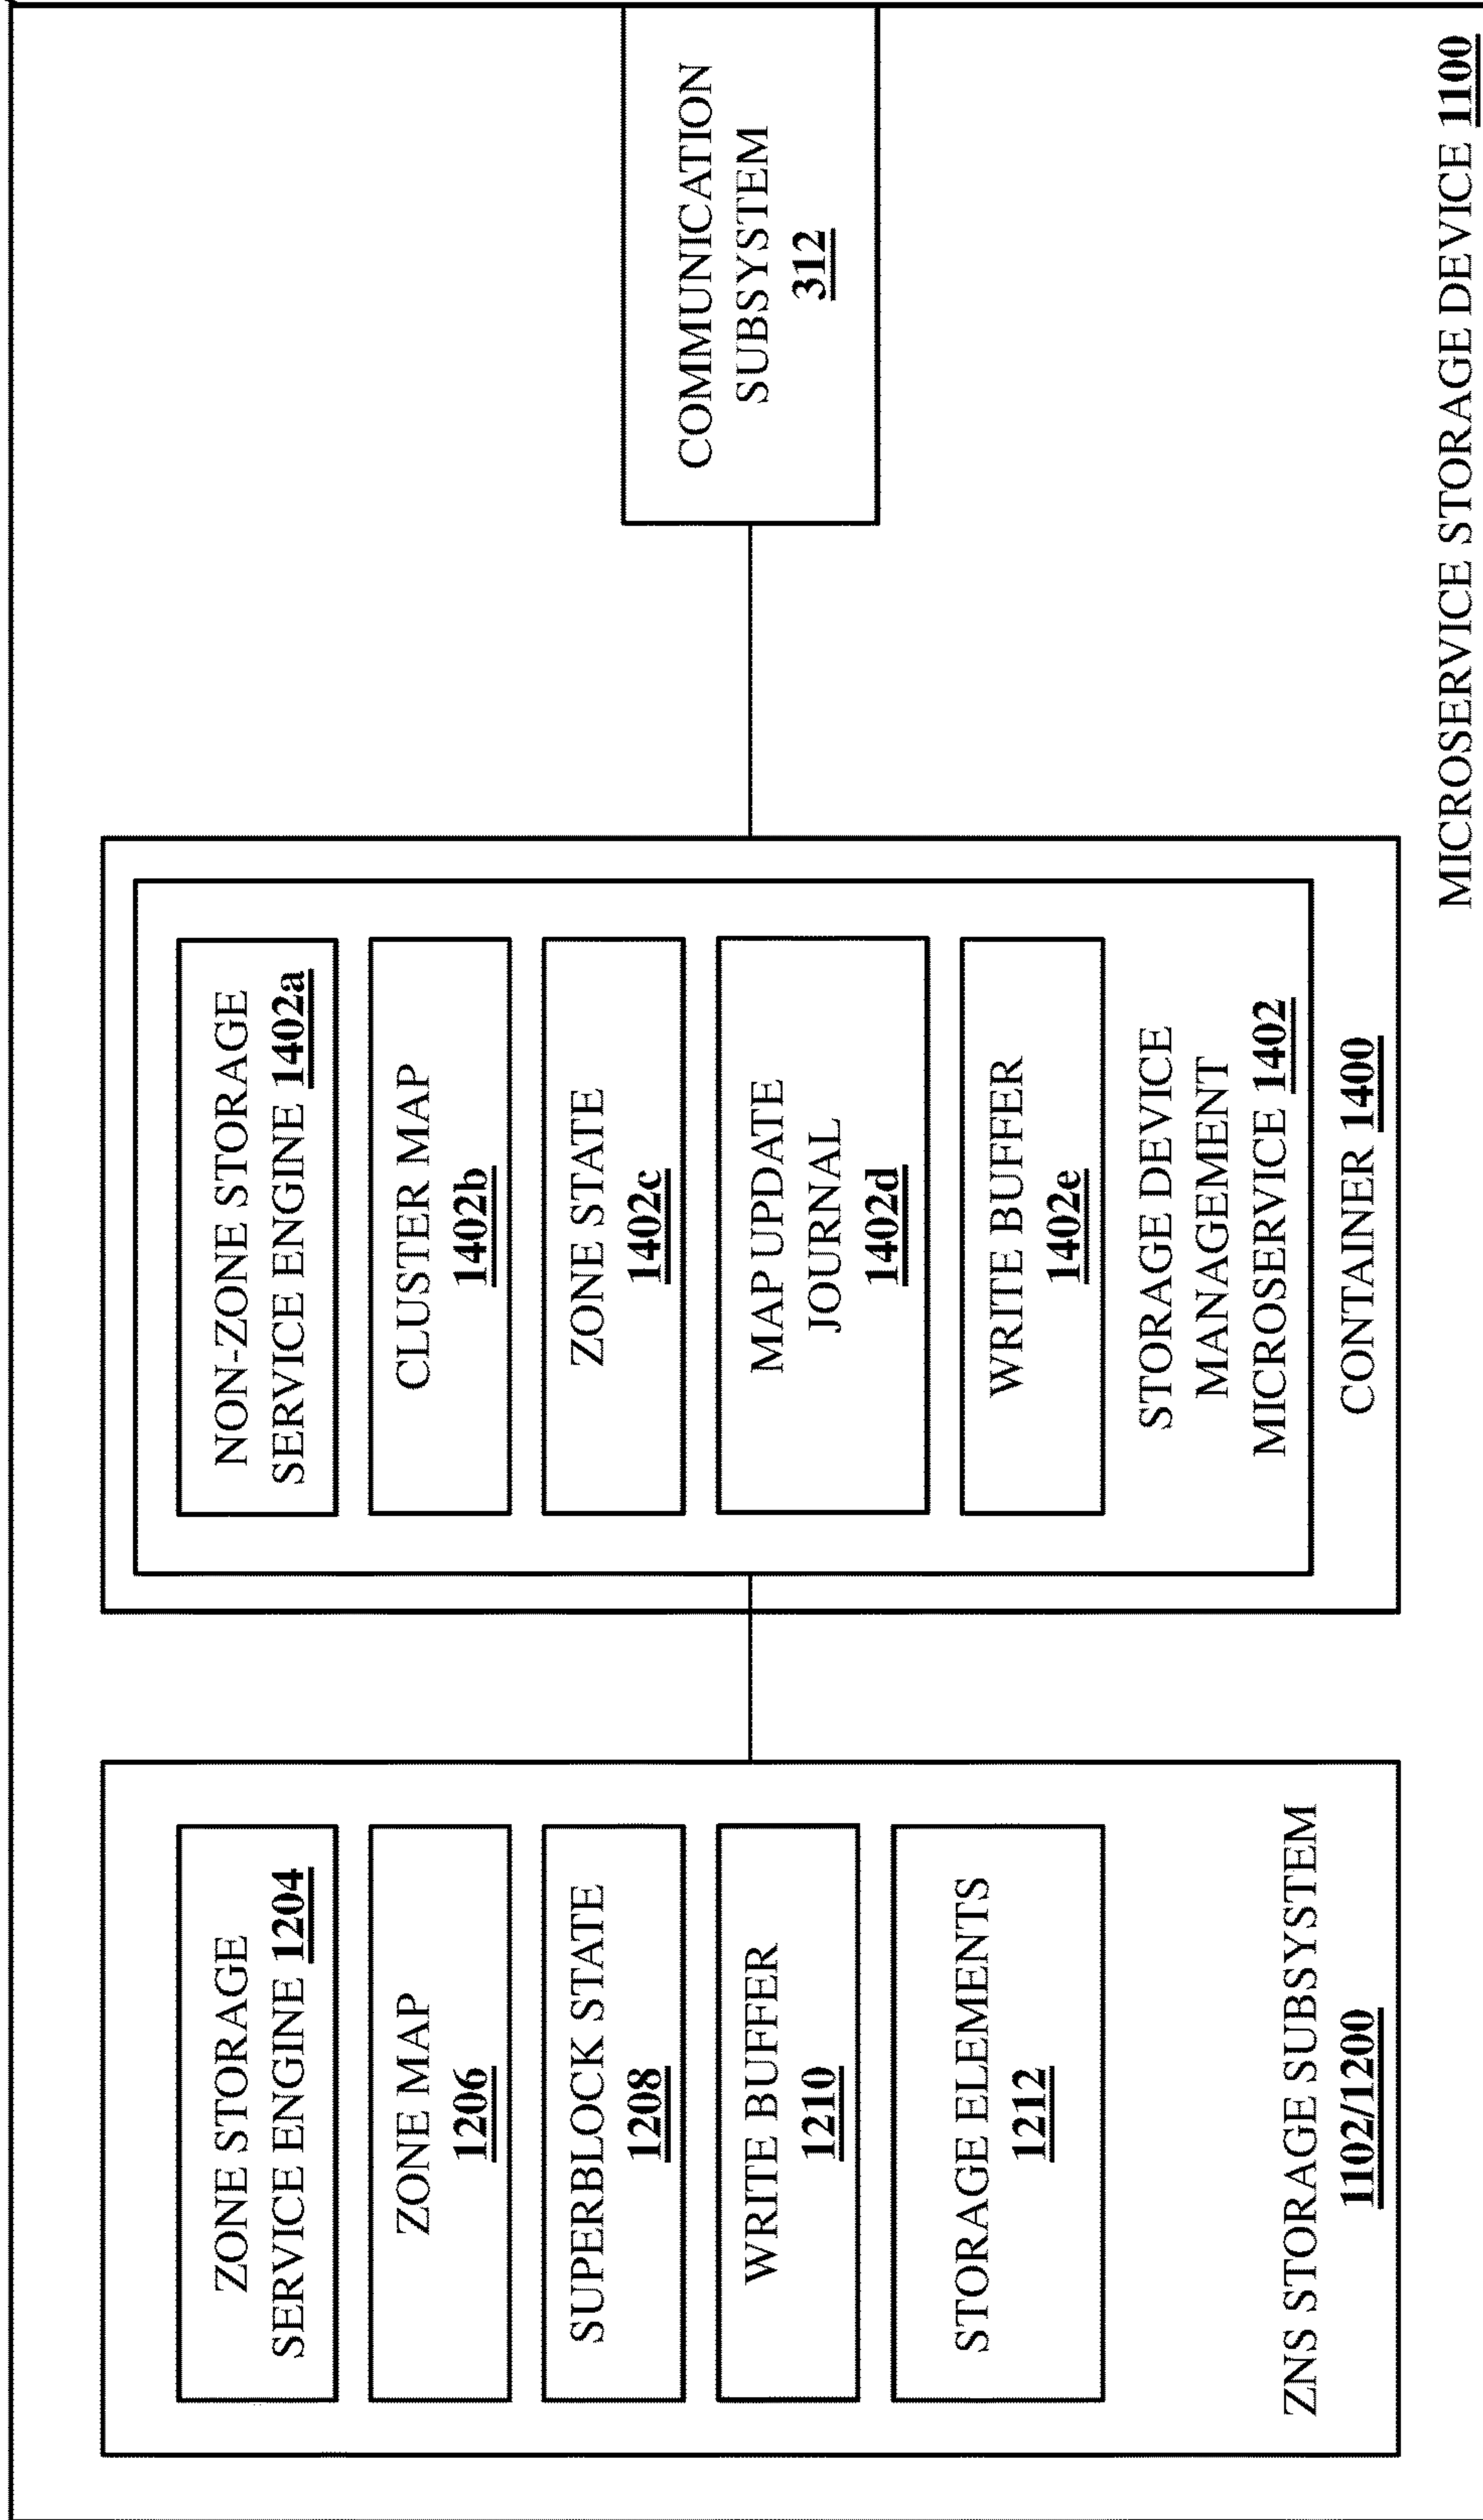 ZONE STORAGE
SERVICE ENGINE 1204
ZONE MAP
1206
SUPERBLOCK STATE
1208
WRITE BUFFER
1210
STORAGE ELEMENTS
1212
ZNS STORAGE SUBSYSTEM
1102/1200
NON-ZONE STORAGE
SERVICE ENGINE 1402a
CLUSTER MAP
1402b
ZONE STATE
1402c
MAP UPDATE
JOURNAL
1402d
WRITE BUFFER
1402e
STORAGE DEVICE
MANAGEMENT
MICROSERVICE 1402
CONTAINER 1400
COMMUNICATION
SUBSYSTEM
312
MICROSERVICE STORAGE DEVICE 1100